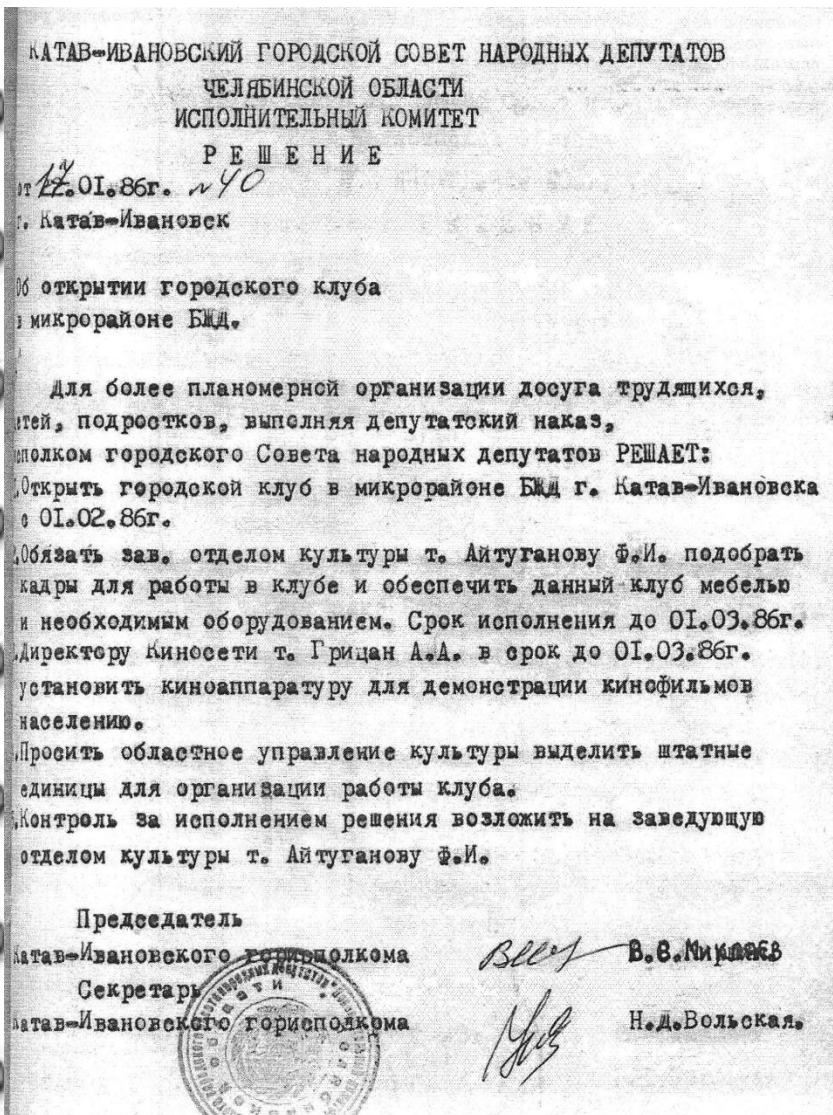 КАТАВ-ИВАНОВСКИЙ ГОРОДСКОЙ СОВЕТ НАРОДНЫХ ДЕПУТАТОВ
ЧЕЛЯБИНСКОЙ ОБЛАСТИ
ИСПОЛНИТЕЛЬНЫЙ КОМИТЕТ
Р Е Ш Е Н И Е
от 17.01.86г. №40
г. Катав-Ивановск
Об открытии городского клуба
в микрорайоне БЖД.
Для более планомерной организации досуга трудящихся,
детей, подростков, выполняя депутатский наказ,
исполком городского Совета народных депутатов РЕШАЕТ:
.Открыть городской клуб в микрорайоне БЖД г. Катав-Ивановска
с 01.02.86г.
.Обязать зав. отделом культуры т. Айтуганову Ф.И. подобрать
кадры для работы в клубе и обеспечить данный клуб мебелью
и необходимым оборудованием. Срок исполнения до 01.03.86г.
.Директору Киносети т. Грицан А.А. в срок до 01.03.86г.
установить киноаппаратуру для демонстрации кинофильмов
населению.
.Просить областное управление культуры выделить штатные
единицы для организации работы клуба.
.Контроль за исполнением решения возложить на заведующую
отделом культуры т. Айтуганову Ф.И.
Председатель
Катав-Ивановского горисполкома В.В.
Секретарь
Катав-Ивановского горисполкома Н.Д.Вольская.